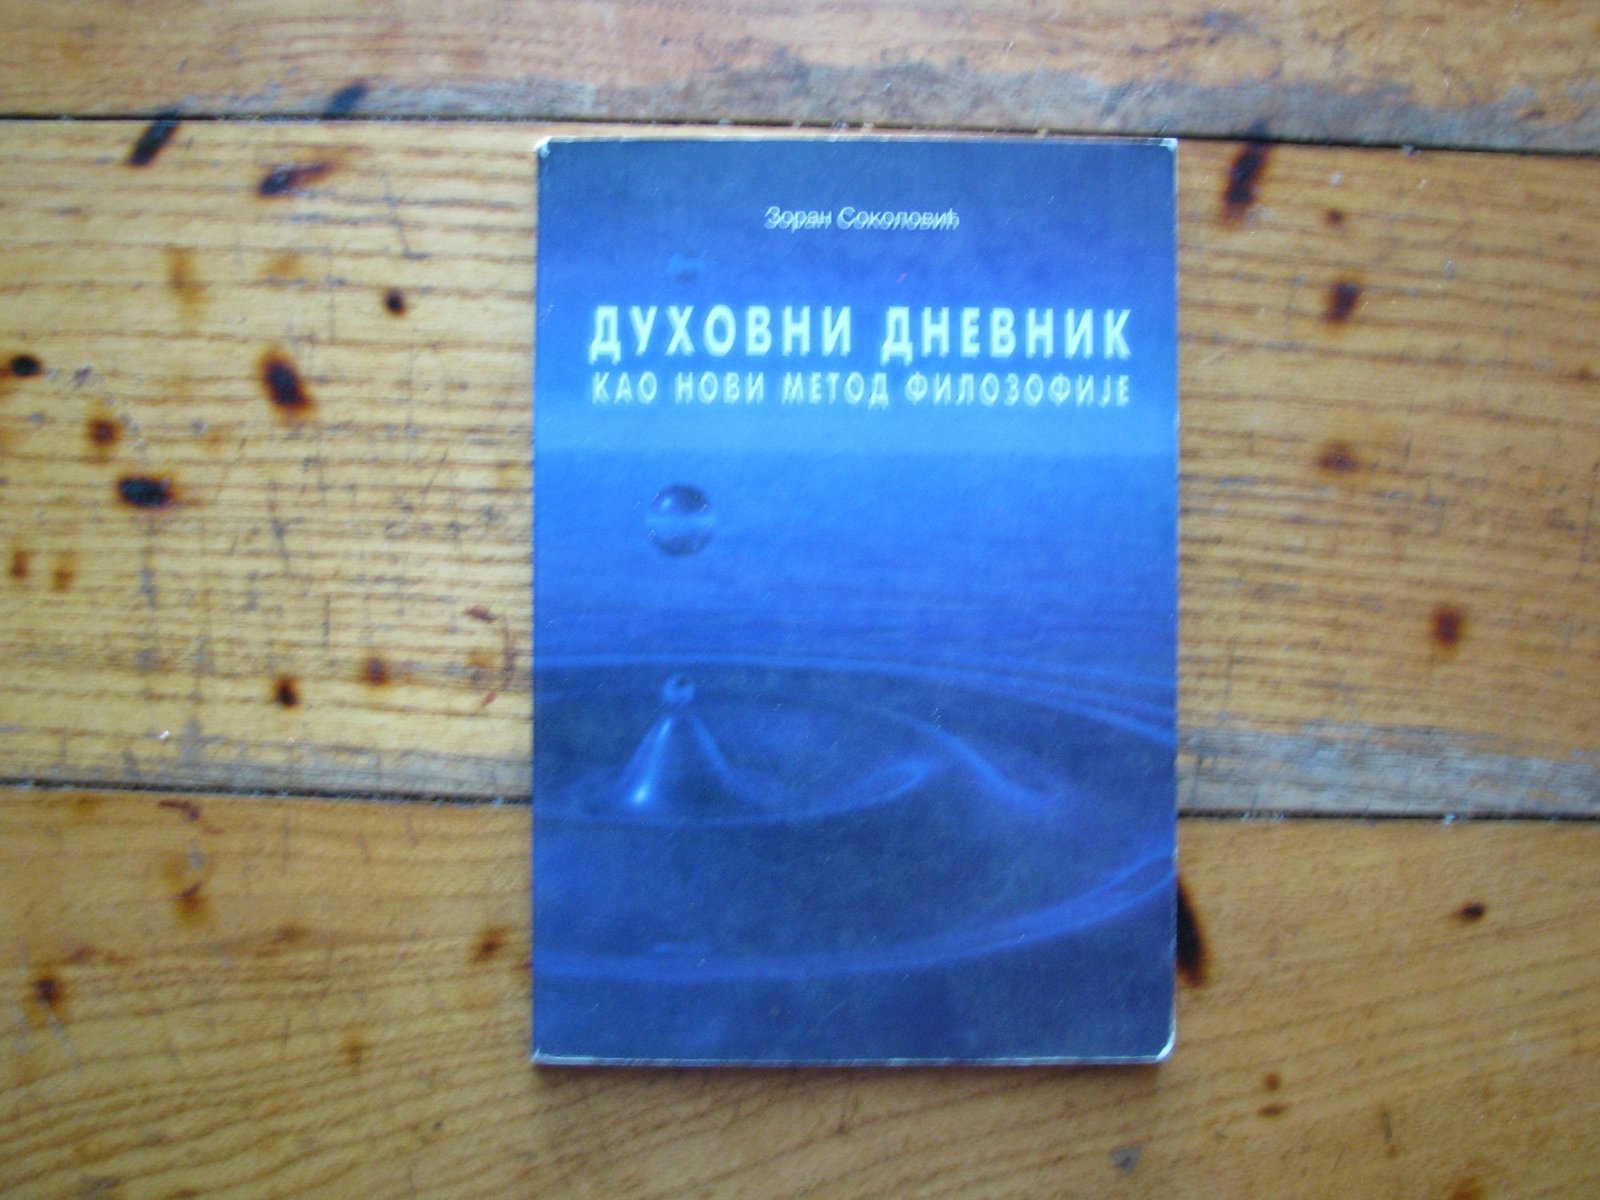 Зоран Соколовић
ДУХОВНИ ДНЕВНИК
КАО НОВИ МЕТОД ФИЛОЗОФИЈЕ